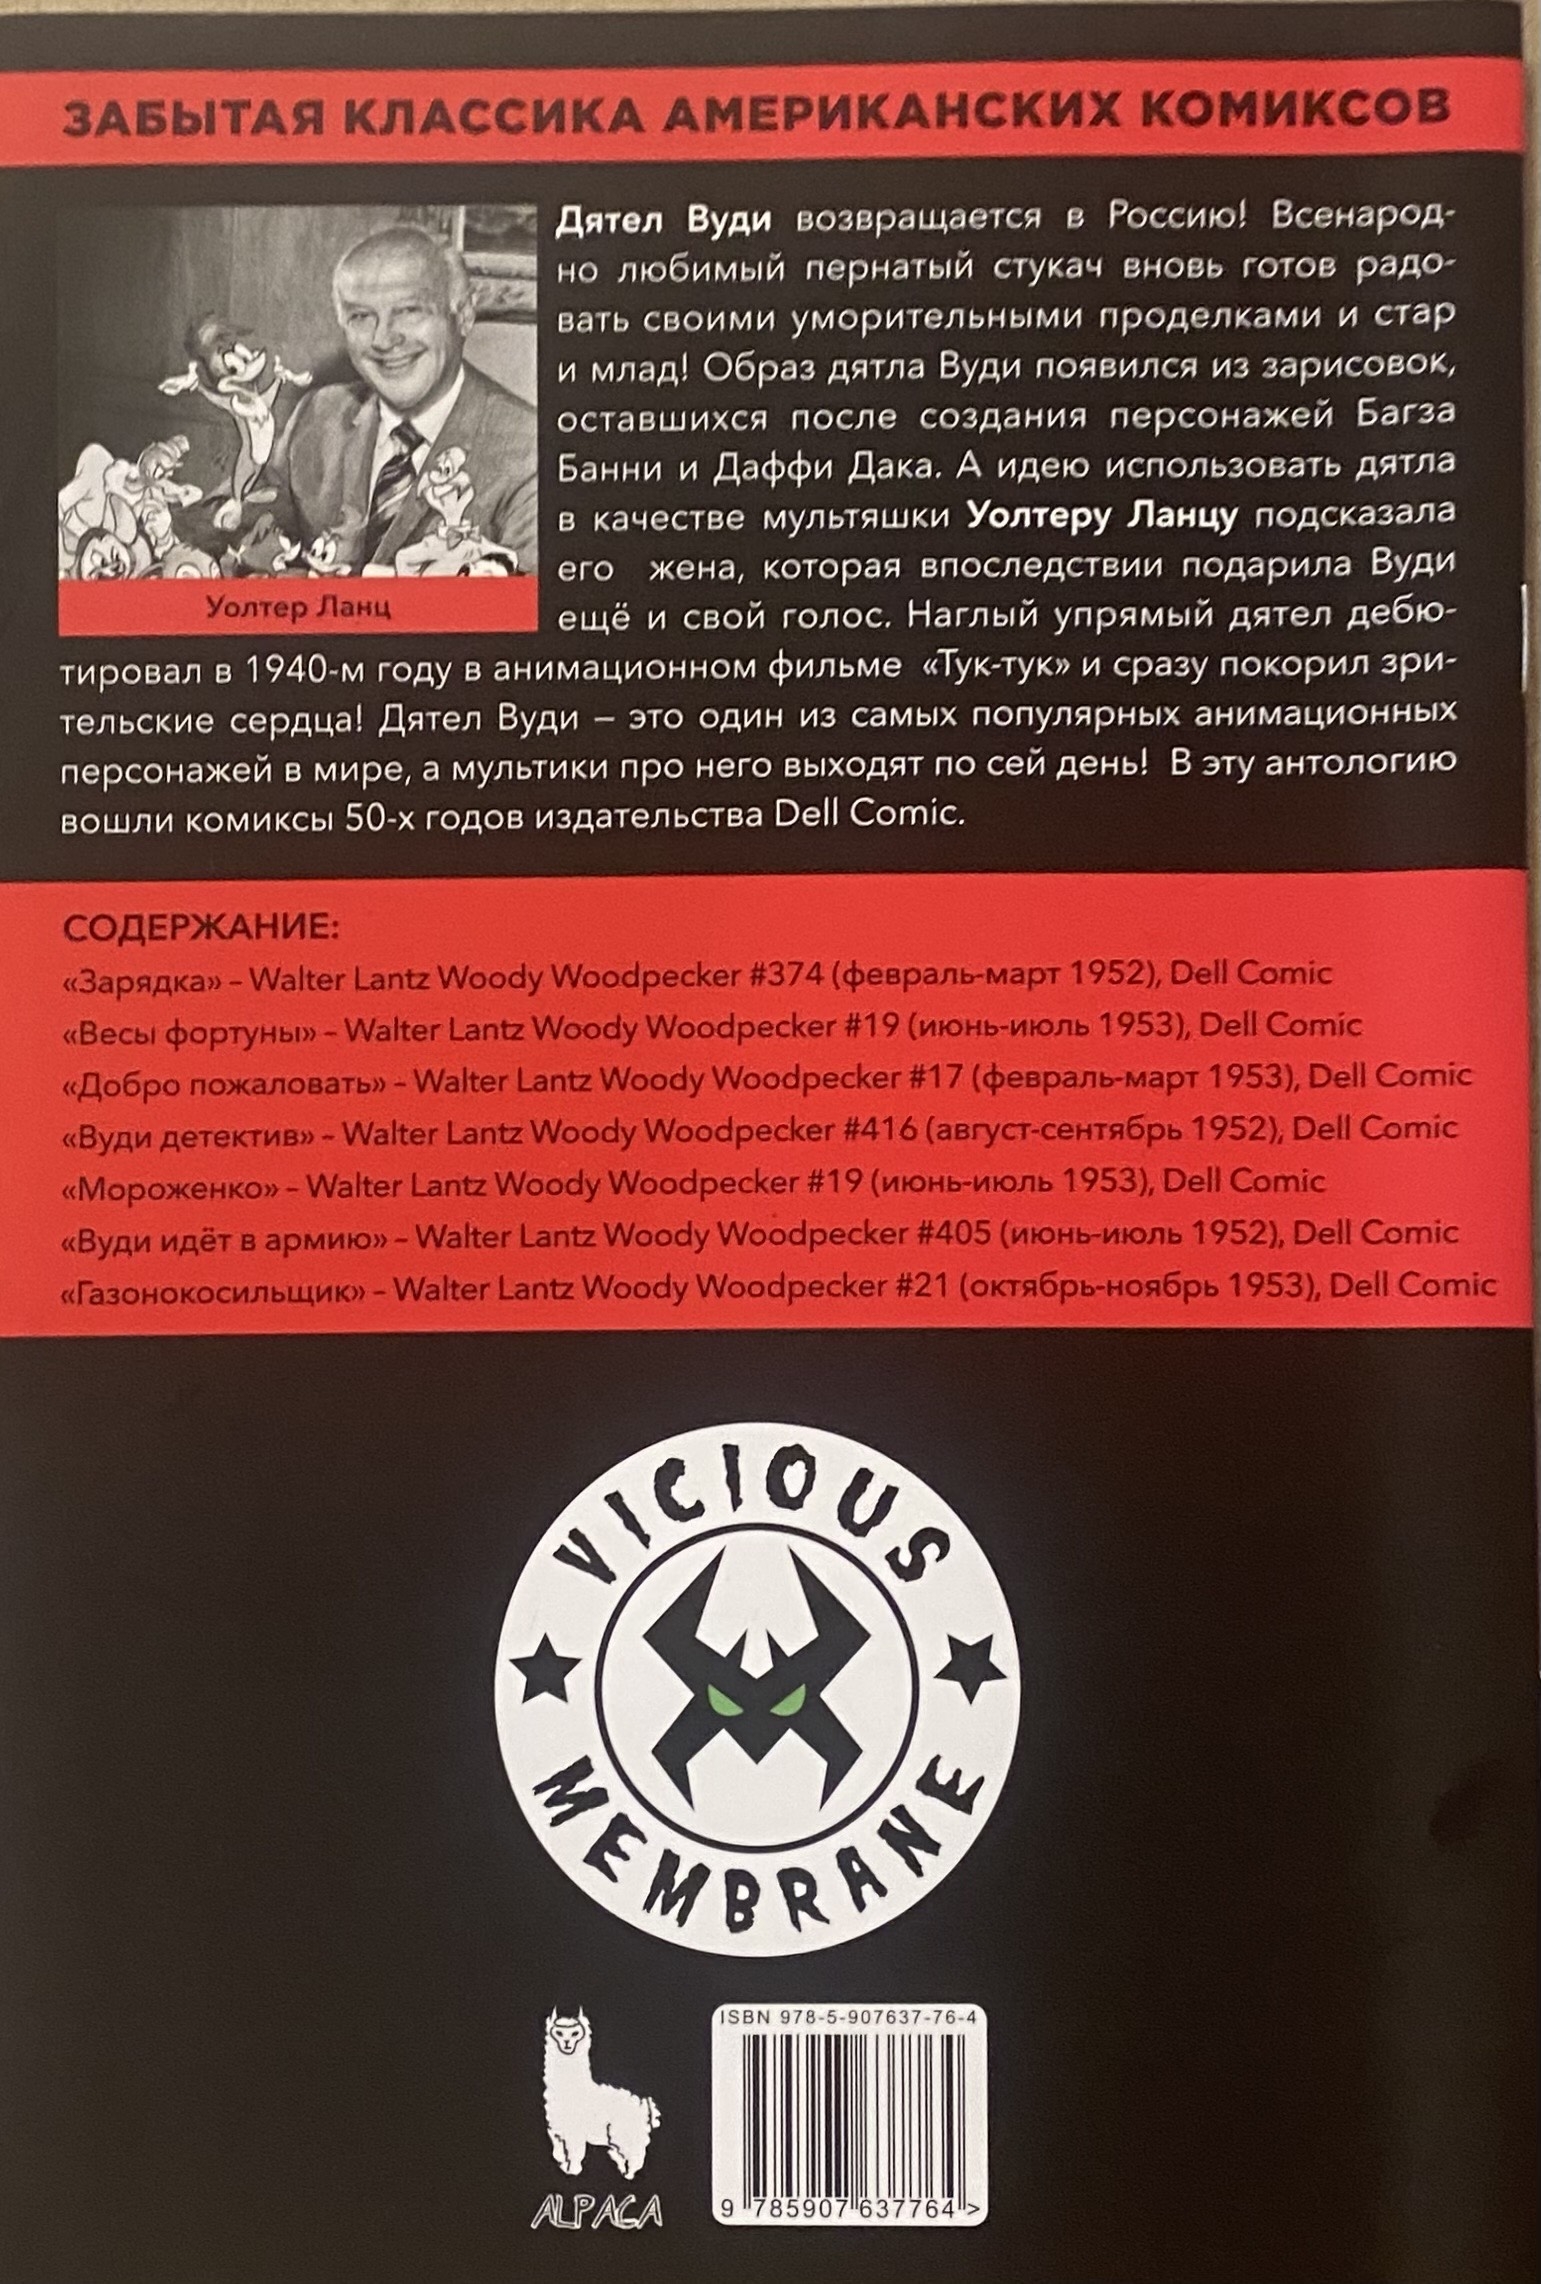 ЗАБЫТАЯ КЛАССИКА АМЕРИКАНСКИХ КОМИКСОВ
Дятел Вуди возвращается в Россию! Всенарод-
но любимый пернатый стукач вновь готов радо-
вать своими уморительными проделками и стар
и млад! Образ дятла Вуди появился из зарисовок,
оставшихся после создания персонажей Багза
Банни и Даффи Дака. А идею использовать дятла
в качестве мультяшки Уолтеру Ланцу подсказала
его жена, которая впоследствии подарила Вуди
ещё и свой голос. Наглый упрямый дятел дебю-
Уолтер Ланц
тировал в 1940-м году в анимационном фильме «Тук-тук» и сразу покорил зри-
тельские сердца! Дятел Вуди – это один из самых популярных анимационных
персонажей в мире, а мультики про него выходят по сей день! В эту антологию
вошли комиксы 50-х годов издательства Dell Comic.
СОДЕРЖАНИЕ:
«Зарядка» – Walter Lantz Woody Woodpecker #374 (февраль-март 1952), Dell Comic
«Весы фортуны» – Walter Lantz Woody Woodpecker #19 (июнь-июль 1953), Dell Comic
«Добро пожаловать» – Walter Lantz Woody Woodpecker #17 (февраль-март 1953), Dell Comic
«Вуди детектив» – Walter Lantz Woody Woodpecker #416 (август-сентябрь 1952), Dell Comic
«Мороженко» – Walter Lantz Woody Woodpecker #19 (июнь-июль 1953), Dell Comic
«Вуди идёт в армию» – Walter Lantz Woody Woodpecker #405 (июнь-июль 1952), Dell Comic
«Газонокосильщик» – Walter Lantz Woody Woodpecker #21 (октябрь-ноябрь 1953), Dell Comic
VICIOUS
MEMBRANE
ALPACA
ISBN 978-5-907637-76-4
9 785907 637764 >